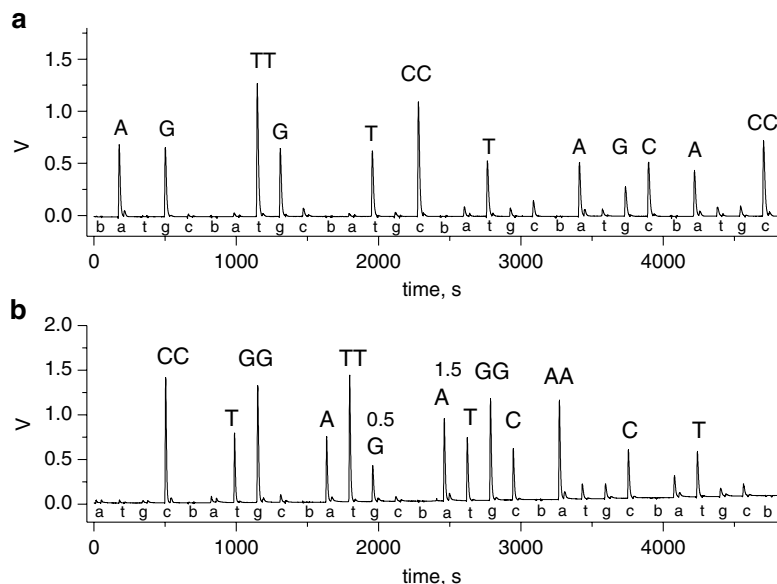 a
TT
CC
1.5
A G G T T A G C A CC
1.0
V
0.5
0.0
b a t g c b a t g c b a t g c b a t g c b a t g c b a t g c
0 1000 2000 3000 4000
time, s
b
2.0
CC GG TT 1.5 GG AA
1.5
T A 0.5 A T C C T
G
1.0
V
0.5
0.0
a t g c b a t g c b a t g c b a t g c b a t g c b a t g c b
0 1000 2000 3000 4000
time, s